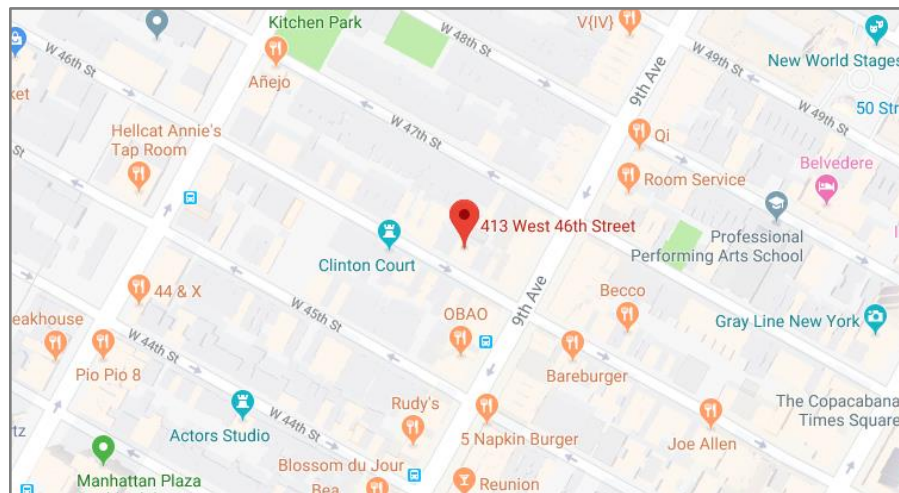 Kitchen Park
V{IV}
W 48th St
New World Stages
W 46th St
Añejo
9th Ave
W 49th St
50 Str
ket
Hellcat Annie's
Tap Room
W 47th St
W 49th St
Qi
Belvedere
St
Room Service
413 West 46th Street
Professional
Performing Arts School
Clinton Court
44 & X
W 45th St
OBAO
9th Ave
Becco
Gray Line New York
eakhouse
W 44th St
Pio Pio 8
Bareburger
The Copacabana
Times Square
W 44th St
Rudy's
Actors Studio
5 Napkin Burger
Joe Allen
rtz
Blossom du Jour
Manhattan Plaza
Bea
Reunion